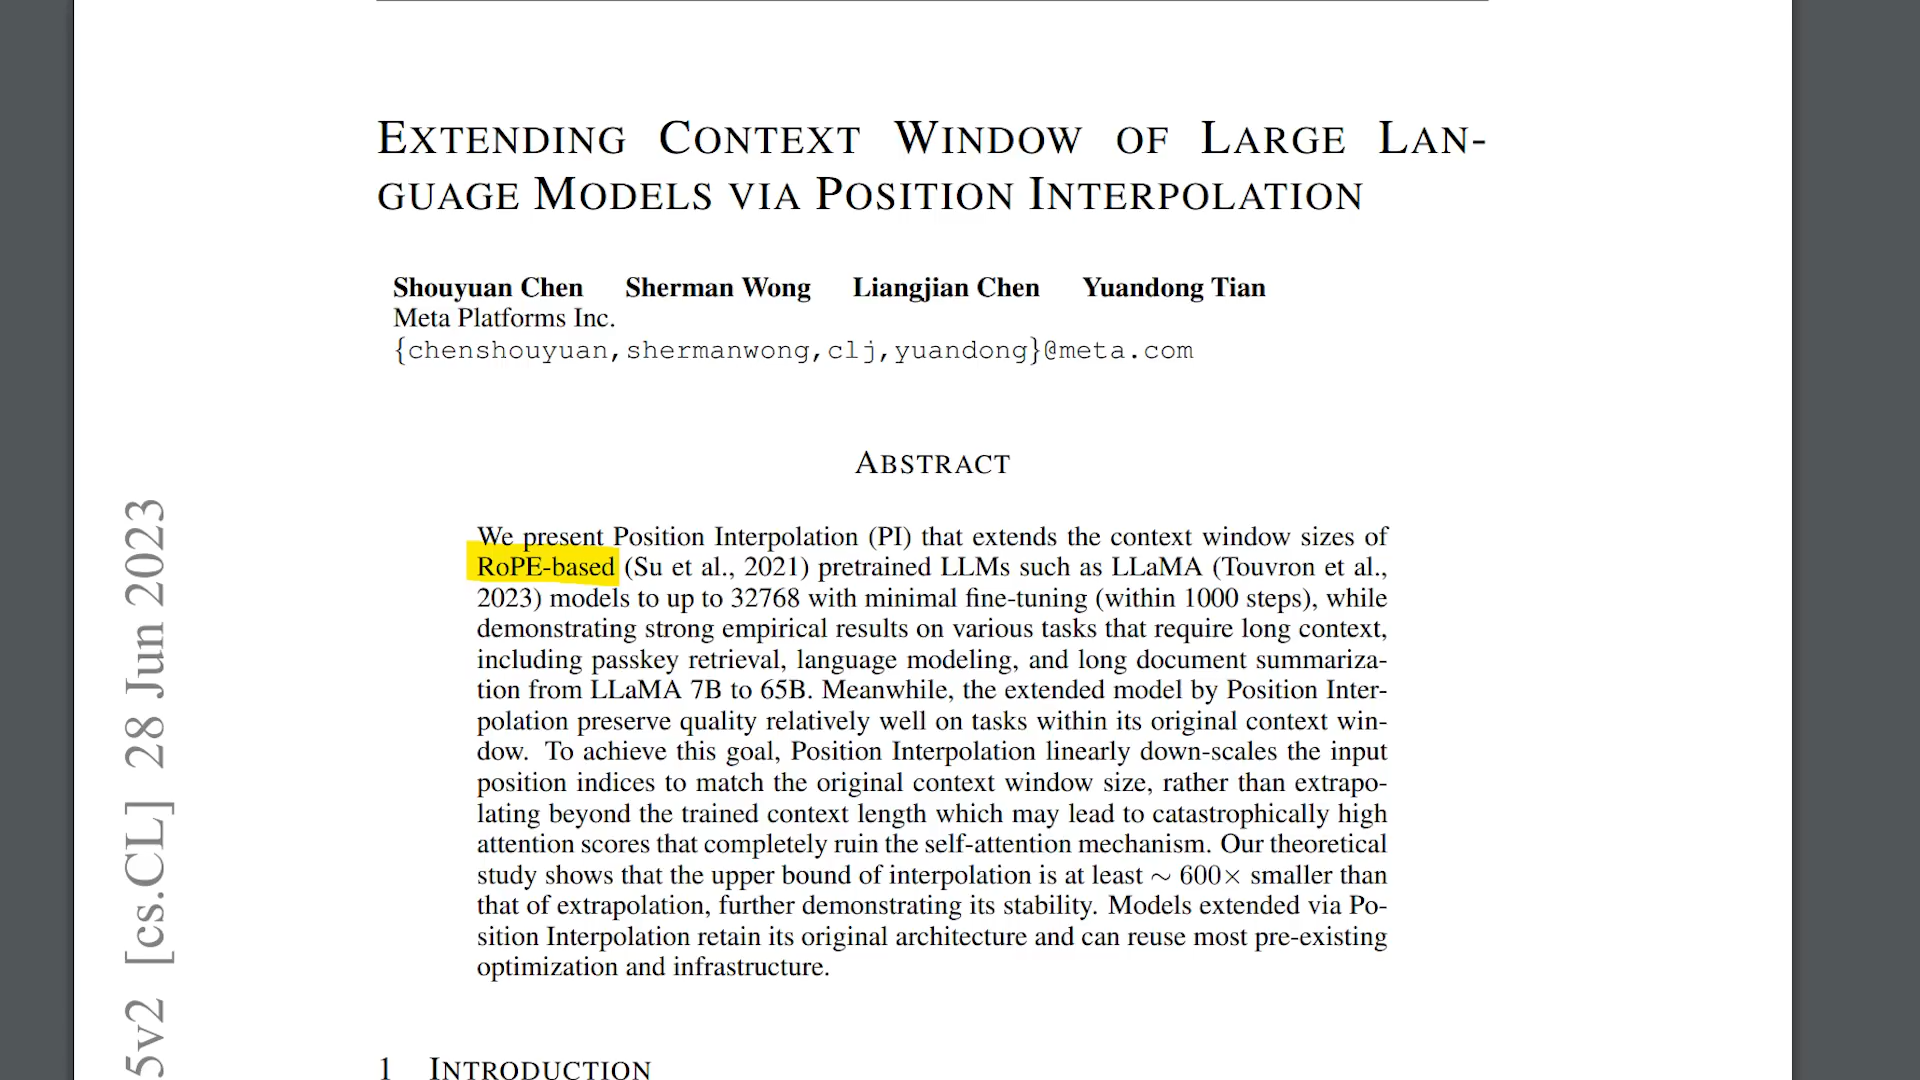 EXTENDING CONTEXT WINDOW OF LARGE LAN-
GUAGE MODELS VIA POSITION INTERPOLATION
Shouyuan Chen Sherman Wong Liangjian Chen Yuandong Tian
Meta Platforms Inc.
{chenshouyuan,shermanwong,clj,yuandong}@meta.com
ABSTRACT
We present Position Interpolation (PI) that extends the context window sizes of
RoPE-based (Su et al., 2021) pretrained LLMs such as LLaMA (Touvron et al.,
2023) models to up to 32768 with minimal fine-tuning (within 1000 steps), while
demonstrating strong empirical results on various tasks that require long context,
including passkey retrieval, language modeling, and long document summariza-
tion from LLaMA 7B to 65B. Meanwhile, the extended model by Position Inter-
polation preserve quality relatively well on tasks within its original context win-
dow. To achieve this goal, Position Interpolation linearly down-scales the input
position indices to match the original context window size, rather than extrapo-
lating beyond the trained context length which may lead to catastrophically high
attention scores that completely ruin the self-attention mechanism. Our theoretical
study shows that the upper bound of interpolation is at least ∼ 600× smaller than
that of extrapolation, further demonstrating its stability. Models extended via Po-
sition Interpolation retain its original architecture and can reuse most pre-existing
optimization and infrastructure.
1 INTRODUCTION
5v2 [cs.CL] 28 Jun 2023